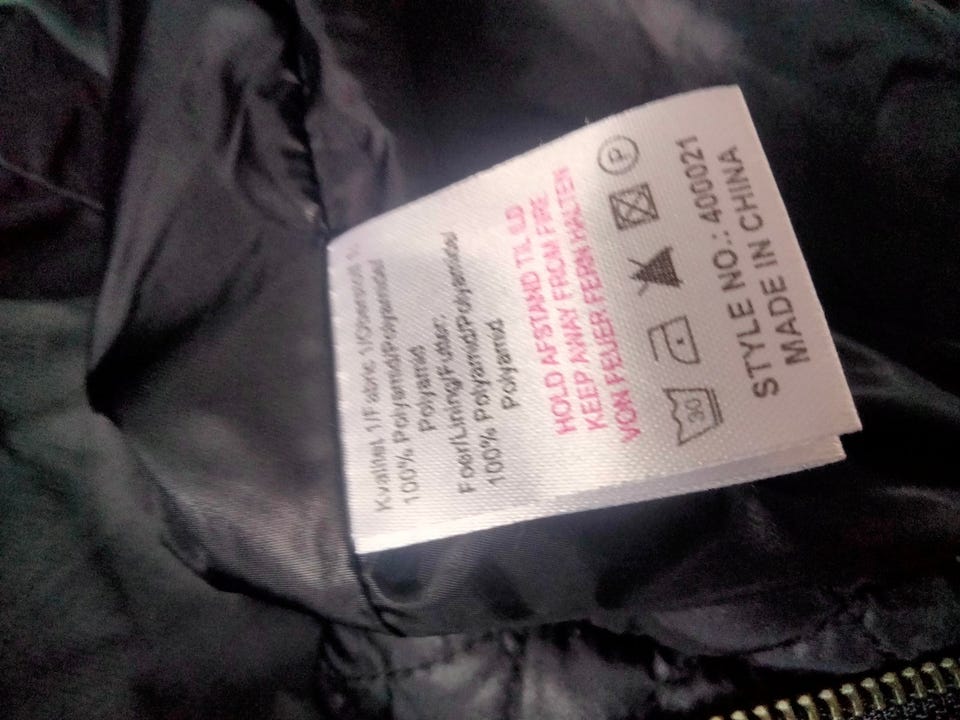 Kvalitet 1/Fabric 1/Oberstoff 1:
100% Polyamid/Polyamide/
Polyamid
Foer/Lining/Futter:
100% Polyamid/Polyamide/
Polyamid
HOLD AFSTAND TIL ILD
KEEP AWAY FROM FIRE
VON FEUER FERN HALTEN
30 P
STYLE NO.: 400021
MADE IN CHINA